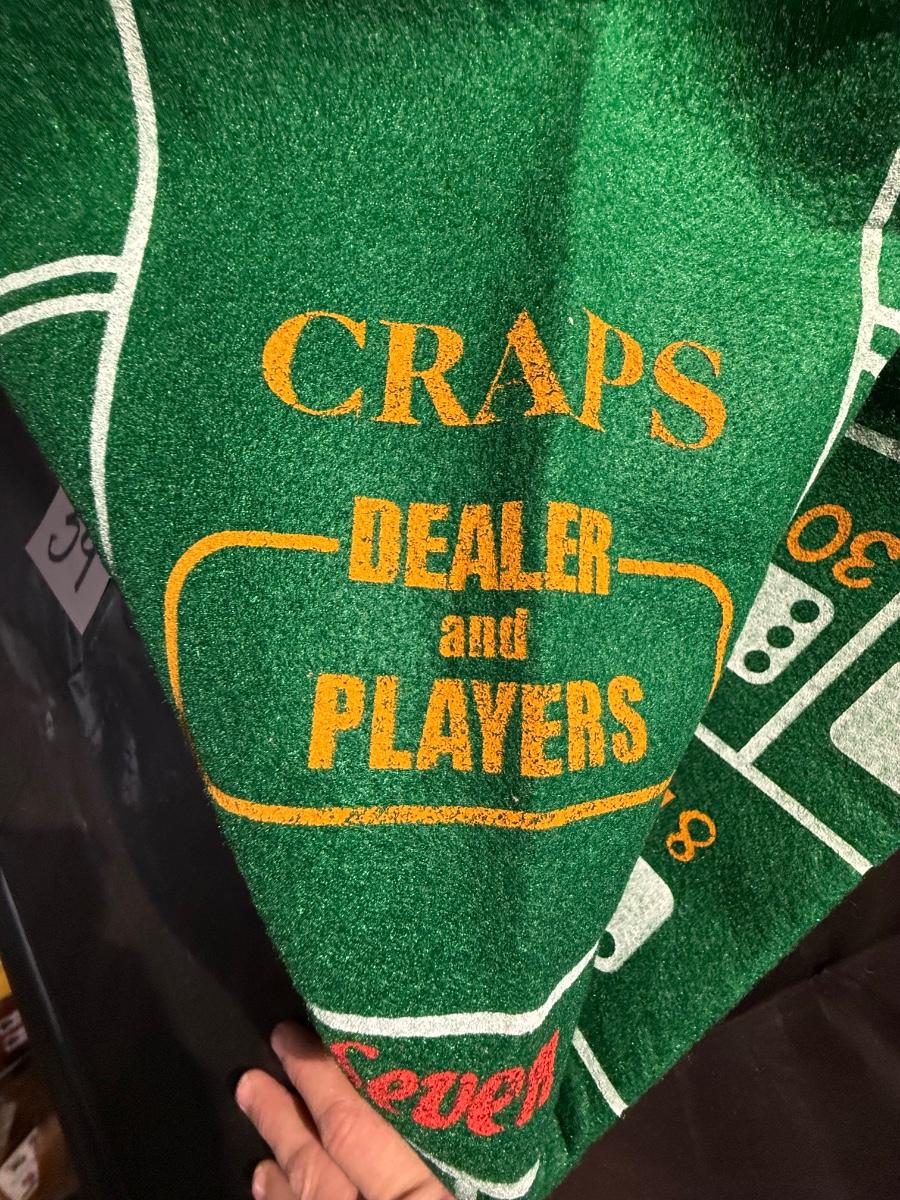 CRAPS
DEALER
and
PLAYERS
30
8
Seven